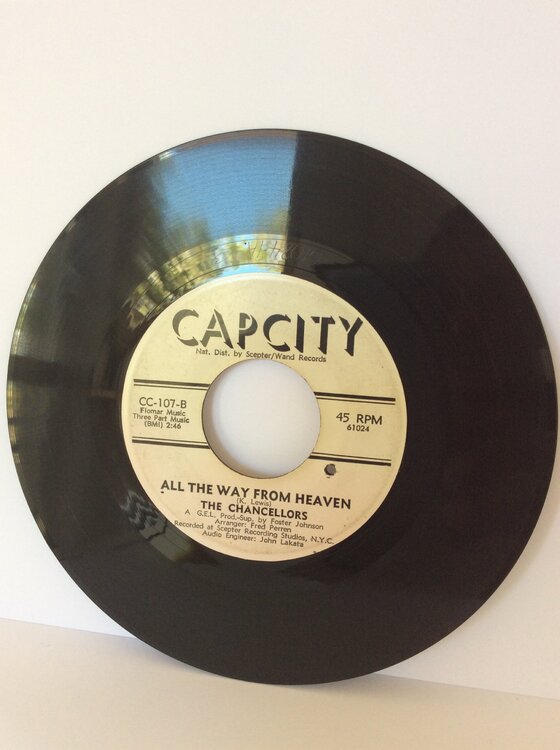 CAPCITY
Nat. Dist. by Scepter/Wand Records
CC-107-B
Flomar Music
Three Part Music
(BMI) 2:46
45 RPM
61024
ALL THE WAY FROM HEAVEN
(K. Lewis)
THE CHANCELLORS
A G.E.L. Prod.-Sup. by Foster Johnson
Arranger: Fred Perren
Recorded at Scepter Recording Studios, N.Y.C.
Audio Engineer: John Lakata